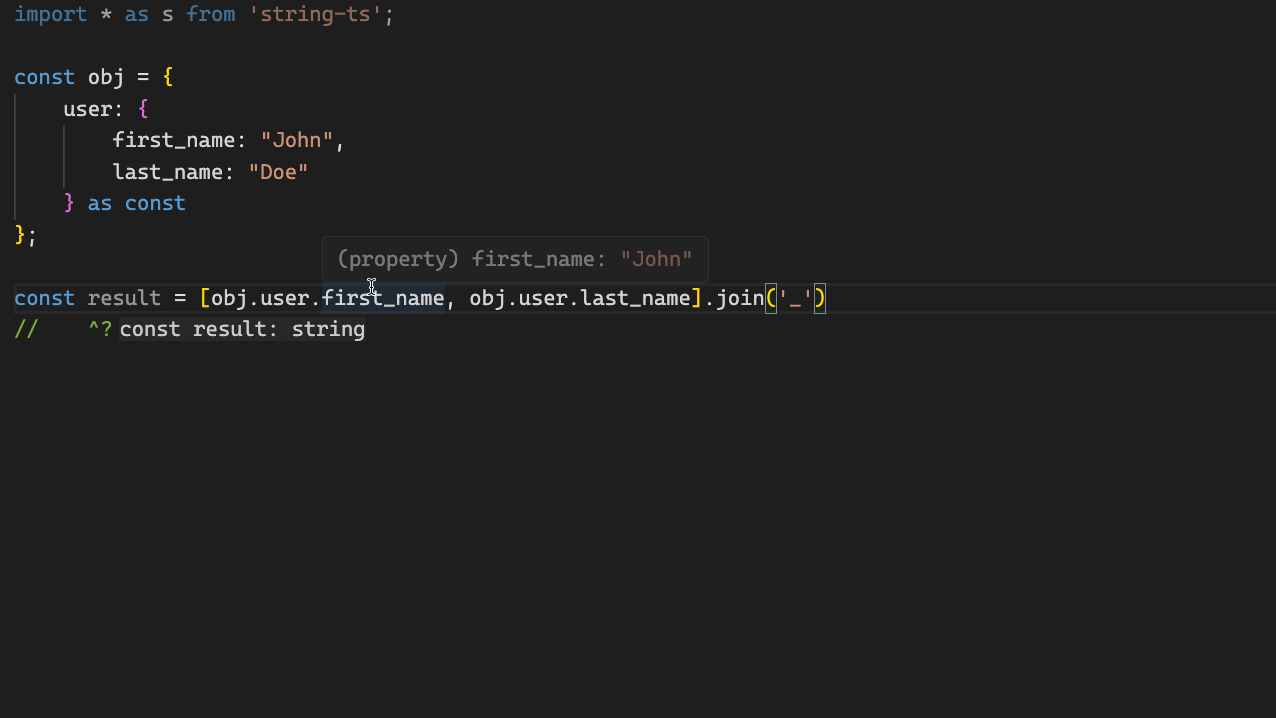 import * as s from 'string-ts';
const obj = {
user: {
first_name: "John",
last_name: "Doe"
} as const
};
(property) first_name: "John"
const result = [obj.user.first_name, obj.user.last_name].join('_')
// ^? const result: string